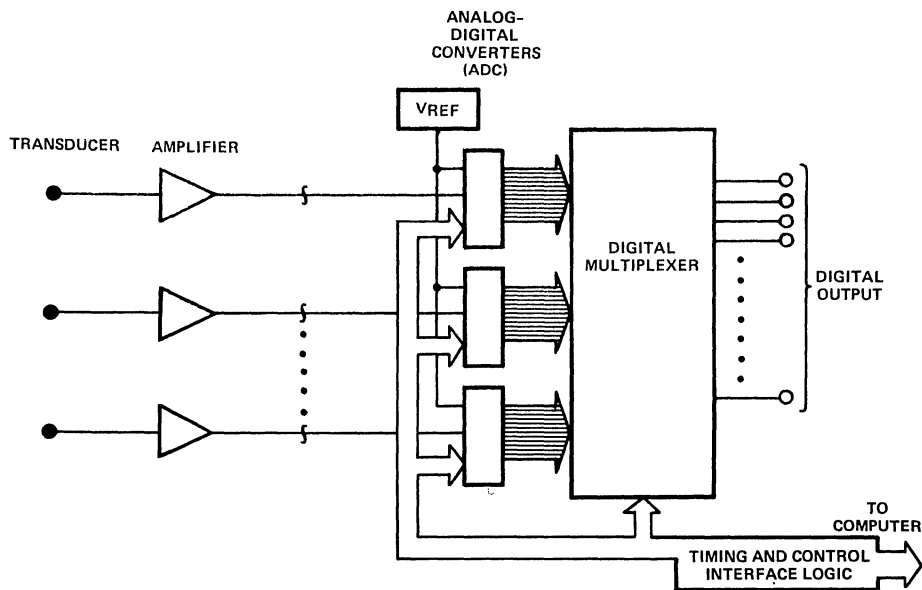 ANALOG-
DIGITAL
CONVERTERS
(ADC)
VREF
TRANSDUCER
AMPLIFIER
DIGITAL
MULTIPLEXER
DIGITAL
OUTPUT
TO
COMPUTER
TIMING AND CONTROL
INTERFACE LOGIC